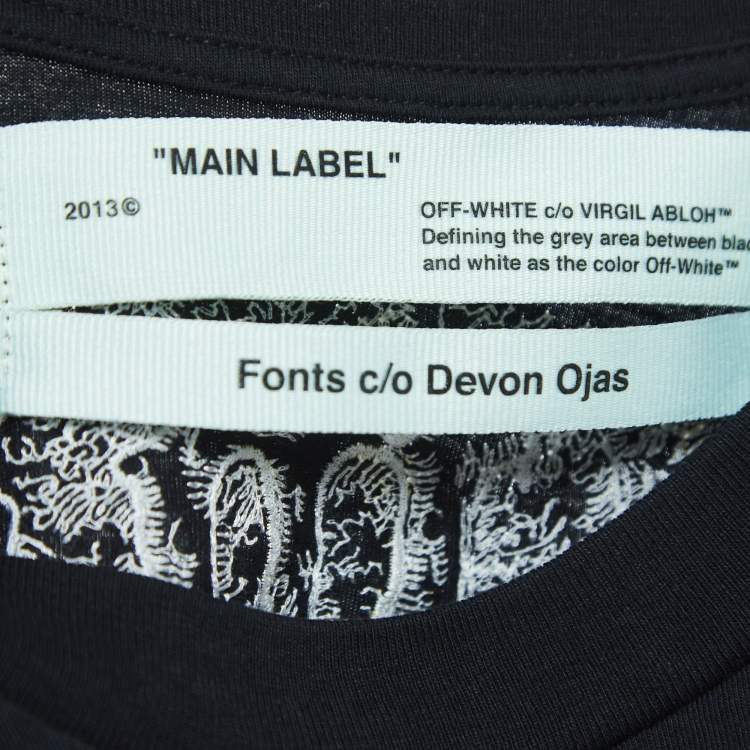 "MAIN LABEL"
2013©
OFF-WHITE c/o VIRGIL ABLOH™
Defining the grey area between blac
and white as the color Off-White™
Fonts c/o Devon Ojas